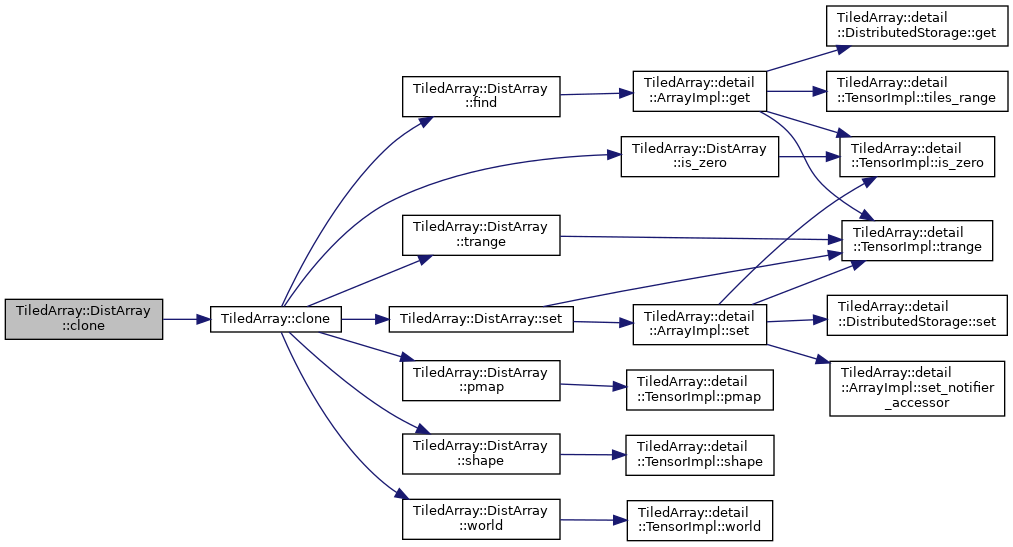 TiledArray::DistArray
::clone
TiledArray::clone
TiledArray::DistArray
::find
TiledArray::DistArray
::is_zero
TiledArray::DistArray
::trange
TiledArray::DistArray::set
TiledArray::DistArray
::pmap
TiledArray::DistArray
::shape
TiledArray::DistArray
::world
TiledArray::detail
::ArrayImpl::get
TiledArray::detail
::ArrayImpl::set
TiledArray::detail
::TensorImpl::pmap
TiledArray::detail
::TensorImpl::shape
TiledArray::detail
::TensorImpl::world
TiledArray::detail
::DistributedStorage::get
TiledArray::detail
::TensorImpl::tiles_range
TiledArray::detail
::TensorImpl::is_zero
TiledArray::detail
::TensorImpl::trange
TiledArray::detail
::DistributedStorage::set
TiledArray::detail
::ArrayImpl::set_notifier
_accessor